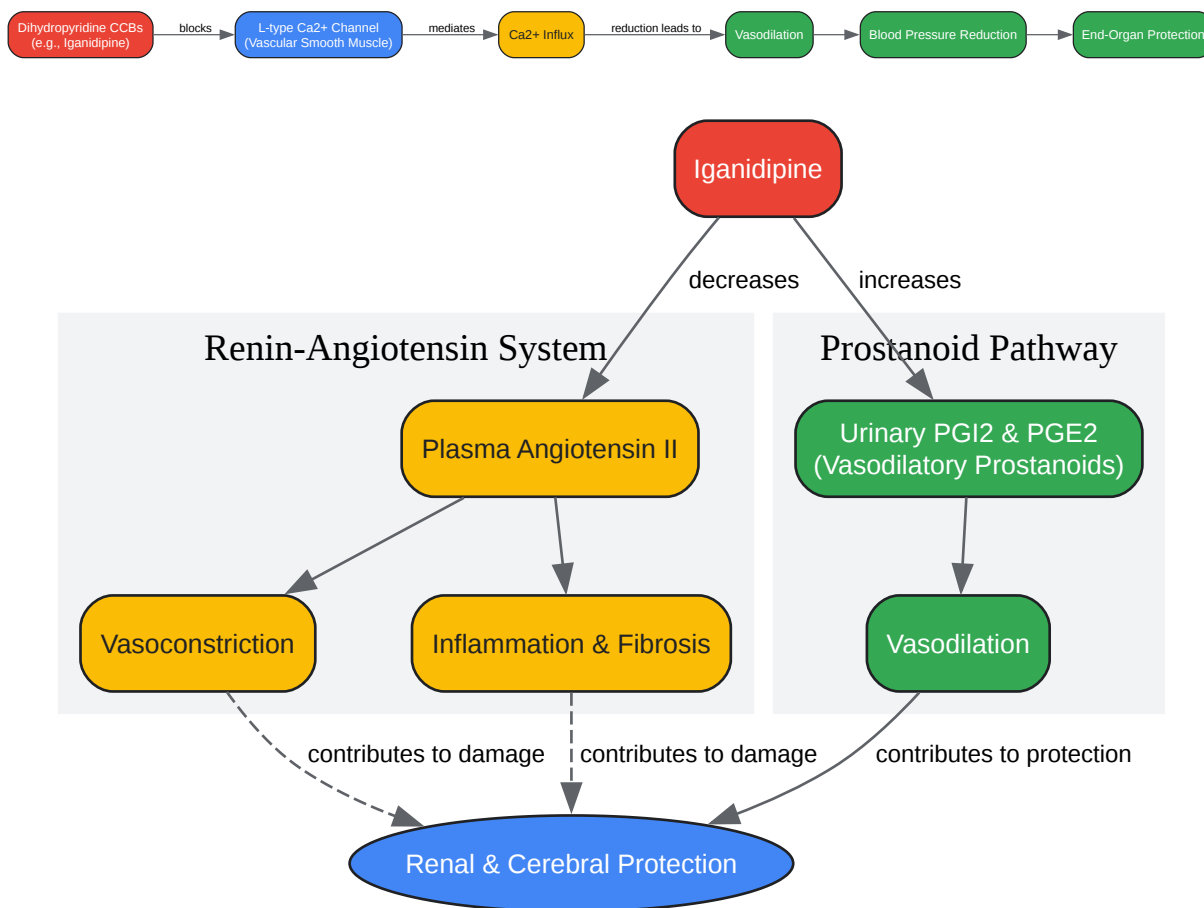 Dihydropyridine CCBs
(e.g., Iganidipine)
blocks
L-type Ca2+ Channel
(Vascular Smooth Muscle)
mediates
Ca2+ Influx
reduction leads to
Vasodilation
Blood Pressure Reduction
End-Organ Protection
Iganidipine
decreases
increases
Renin-Angiotensin System
Prostanoid Pathway
Plasma Angiotensin II
Urinary PGI2 & PGE2
(Vasodilatory Prostanoids)
Vasoconstriction
Inflammation & Fibrosis
Vasodilation
contributes to damage
contributes to damage
contributes to protection
Renal & Cerebral Protection